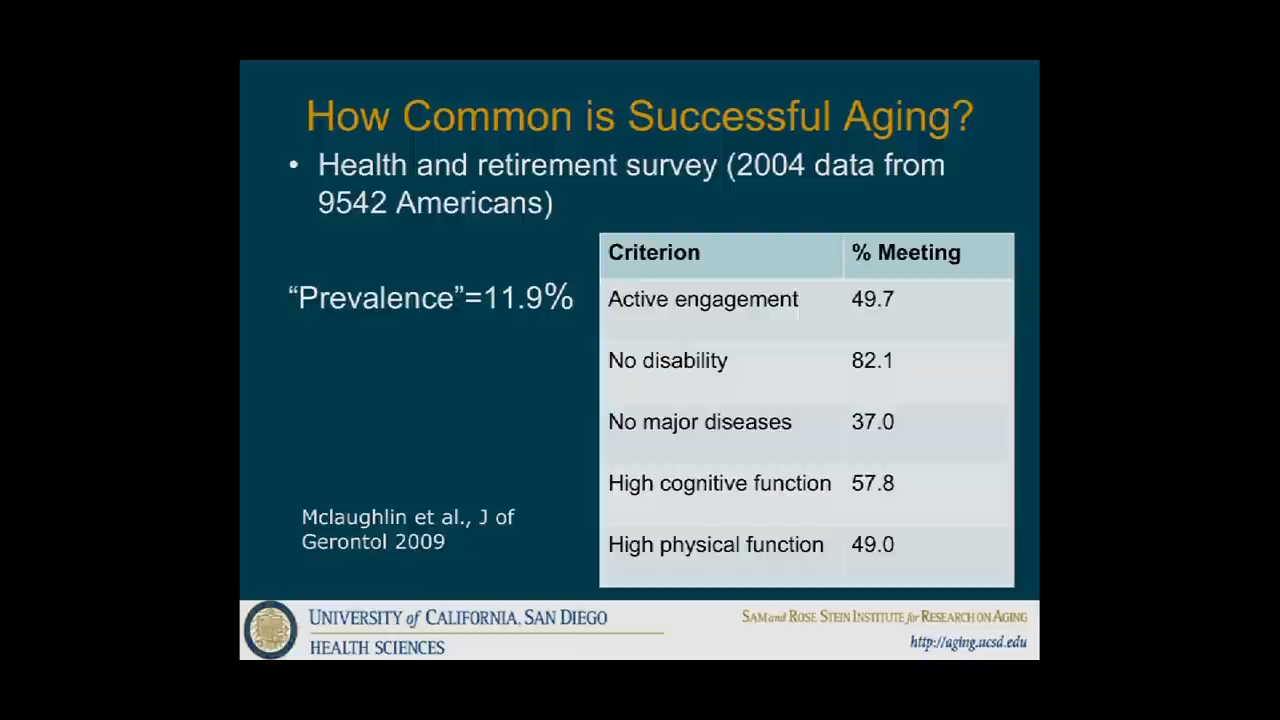 How Common is Successful Aging?
• Health and retirement survey (2004 data from
9542 Americans)
“Prevalence”=11.9%
Criterion % Meeting
Active engagement 49.7
No disability 82.1
No major diseases 37.0
High cognitive function 57.8
High physical function 49.0
Mclaughlin et al., J of
Gerontol 2009
UNIVERSITY of CALIFORNIA, SAN DIEGO
HEALTH SCIENCES
SAM and ROSE STEIN INSTITUTE for RESEARCH ON AGING
http://aging.ucsd.edu